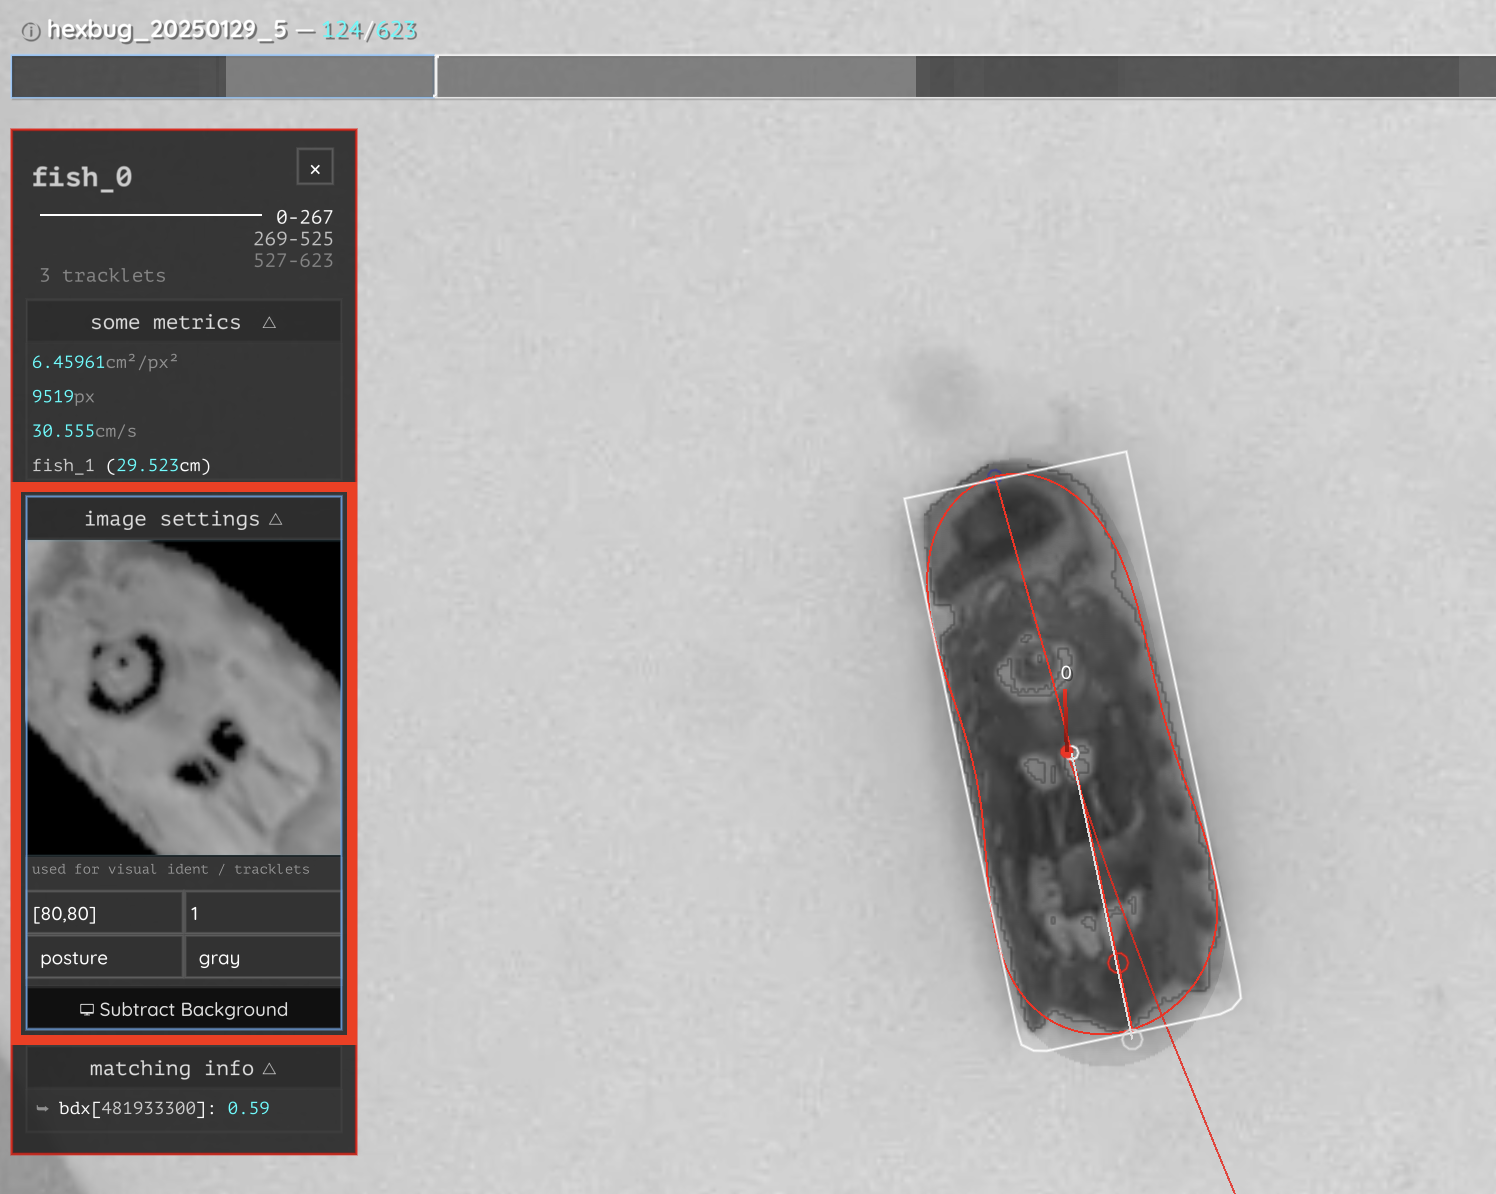 ⓘ hexbug_20250129_5 — 124/623
fish_0
×
0-267
269-525
527-623
3 tracklets
some metrics △
6.45961cm²/px²
9519px
30.555cm/s
fish_1 (29.523cm)
image settings △
used for visual ident / tracklets
[80,80] 1
posture gray
Subtract Background
matching info △
➥ bdx[481933300]: 0.59
0